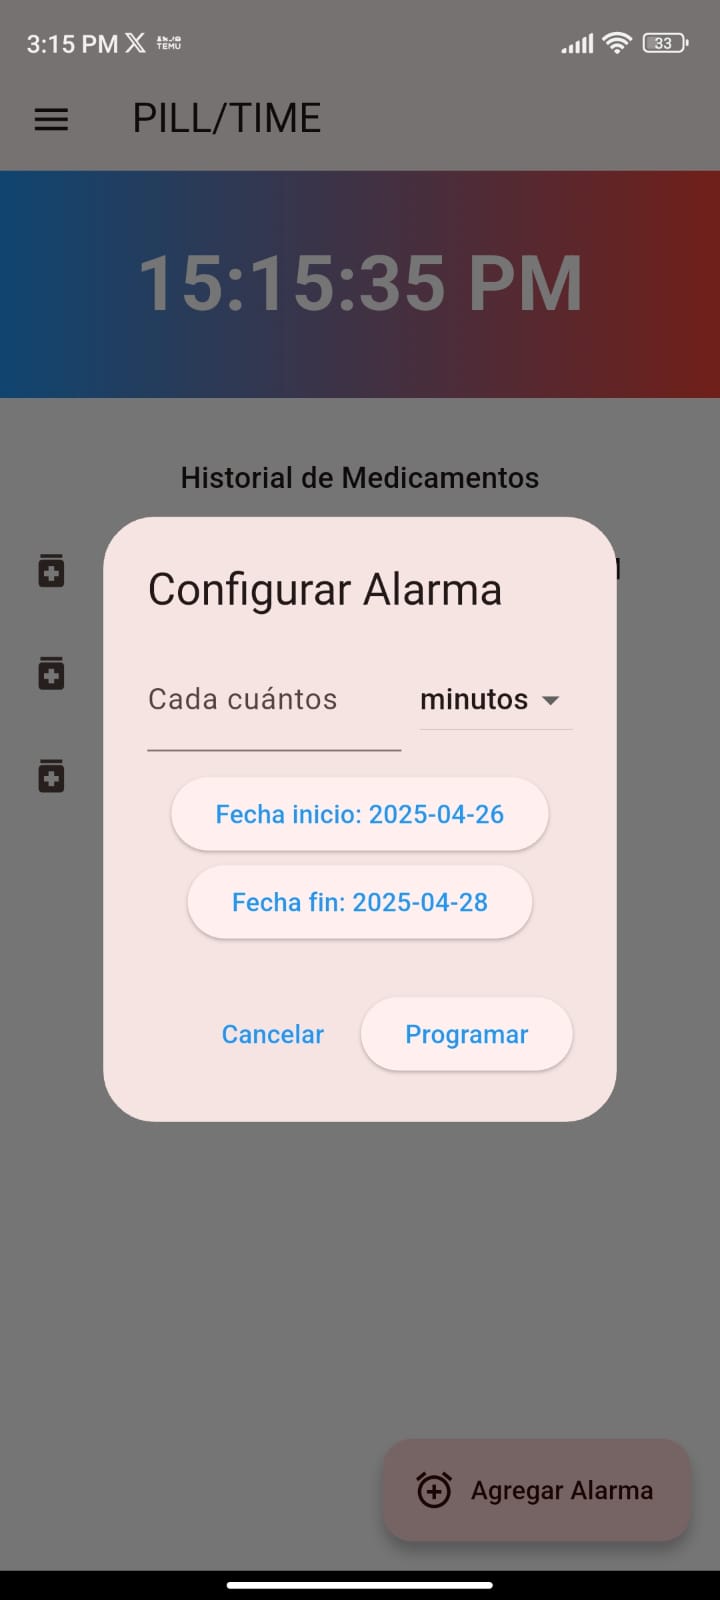 3:15 PM X TEMU 33
PILL/TIME
15:15:35 PM
Historial de Medicamentos
Configurar Alarma
Cada cuántos minutos
Fecha inicio: 2025-04-26
Fecha fin: 2025-04-28
Cancelar Programar
Agregar Alarma